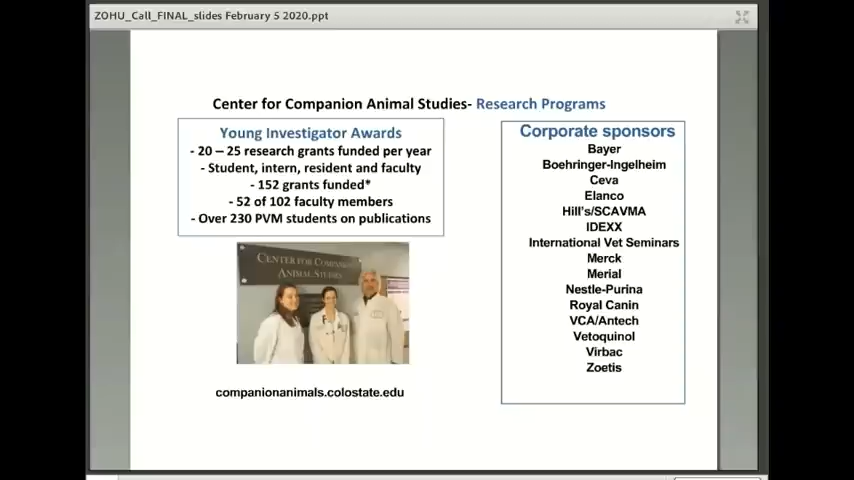 ZOHU_Call_FINAL_slides February 5 2020.ppt
Center for Companion Animal Studies- Research Programs
Young Investigator Awards
- 20 – 25 research grants funded per year
- Student, intern, resident and faculty
- 152 grants funded*
- 52 of 102 faculty members
- Over 230 PVM students on publications
CENTER FOR COMPANION
ANIMAL STUDIES
companionanimals.colostate.edu
Corporate sponsors
Bayer
Boehringer-Ingelheim
Ceva
Elanco
Hill's/SCAVMA
IDEXX
International Vet Seminars
Merck
Merial
Nestle-Purina
Royal Canin
VCA/Antech
Vetoquinol
Virbac
Zoetis